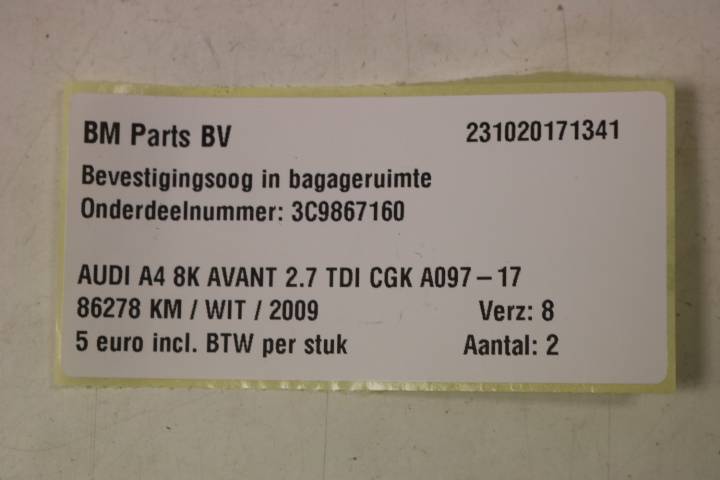 BM Parts BV 231020171341
Bevestigingsoog in bagageruimte
Onderdeelnummer: 3C9867160
AUDI A4 8K AVANT 2.7 TDI CGK A097 – 17
86278 KM / WIT / 2009 Verz: 8
5 euro incl. BTW per stuk Aantal: 2